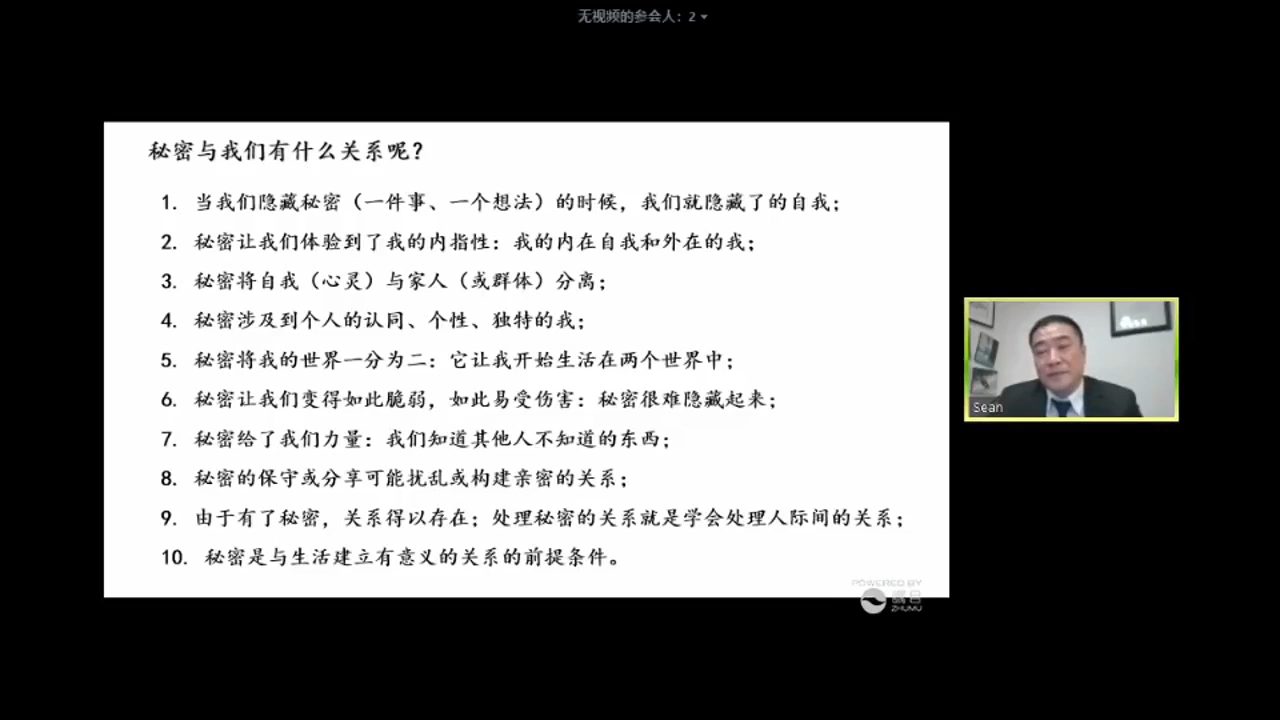 无视频的参会人：2
秘密与我们有什么关系呢？
1. 当我们隐藏秘密（一件事、一个想法）的时候，我们就隐藏了的自我；
2. 秘密让我们体验到了我的内指性：我的内在自我和外在的我；
3. 秘密将自我（心灵）与家人（或群体）分离；
4. 秘密涉及到个人的认同、个性、独特的我；
5. 秘密将我的世界一分为二：它让我开始生活在两个世界中；
6. 秘密让我们变得如此脆弱，如此易受伤害：秘密很难隐藏起来；
7. 秘密给了我们力量：我们知道其他人不知道的东西；
8. 秘密的保守或分享可能扰乱或构建亲密的关系；
9. 由于有了秘密，关系得以存在；处理秘密的关系就是学会处理人际间的关系；
10. 秘密是与生活建立有意义的关系的前提条件。
Sean
POWERED BY
ZHUMU